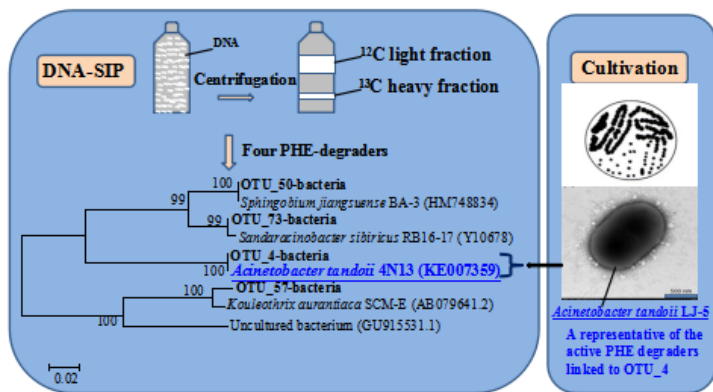 DNA-SIP
DNA
Centrifugation
12C light fraction
13C heavy fraction
Four PHE-degraders
100
OTU_50-bacteria
Sphingobium jiangsuense BA-3 (HM748834)
99
99
OTU_73-bacteria
Sandaracinobacter sibiricus RB16-17 (Y10678)
OTU_4-bacteria
100
Acinetobacter tandoii 4N13 (KE007359)
100
OTU_57-bacteria
Kouleothrix aurantiaca SCM-E (AB079641.2)
100
Uncultured bacterium (GU915531.1)
0.02
Cultivation
500 nm
Acinetobacter tandoii LJ-5
A representative of the
active PHE degraders
linked to OTU_4